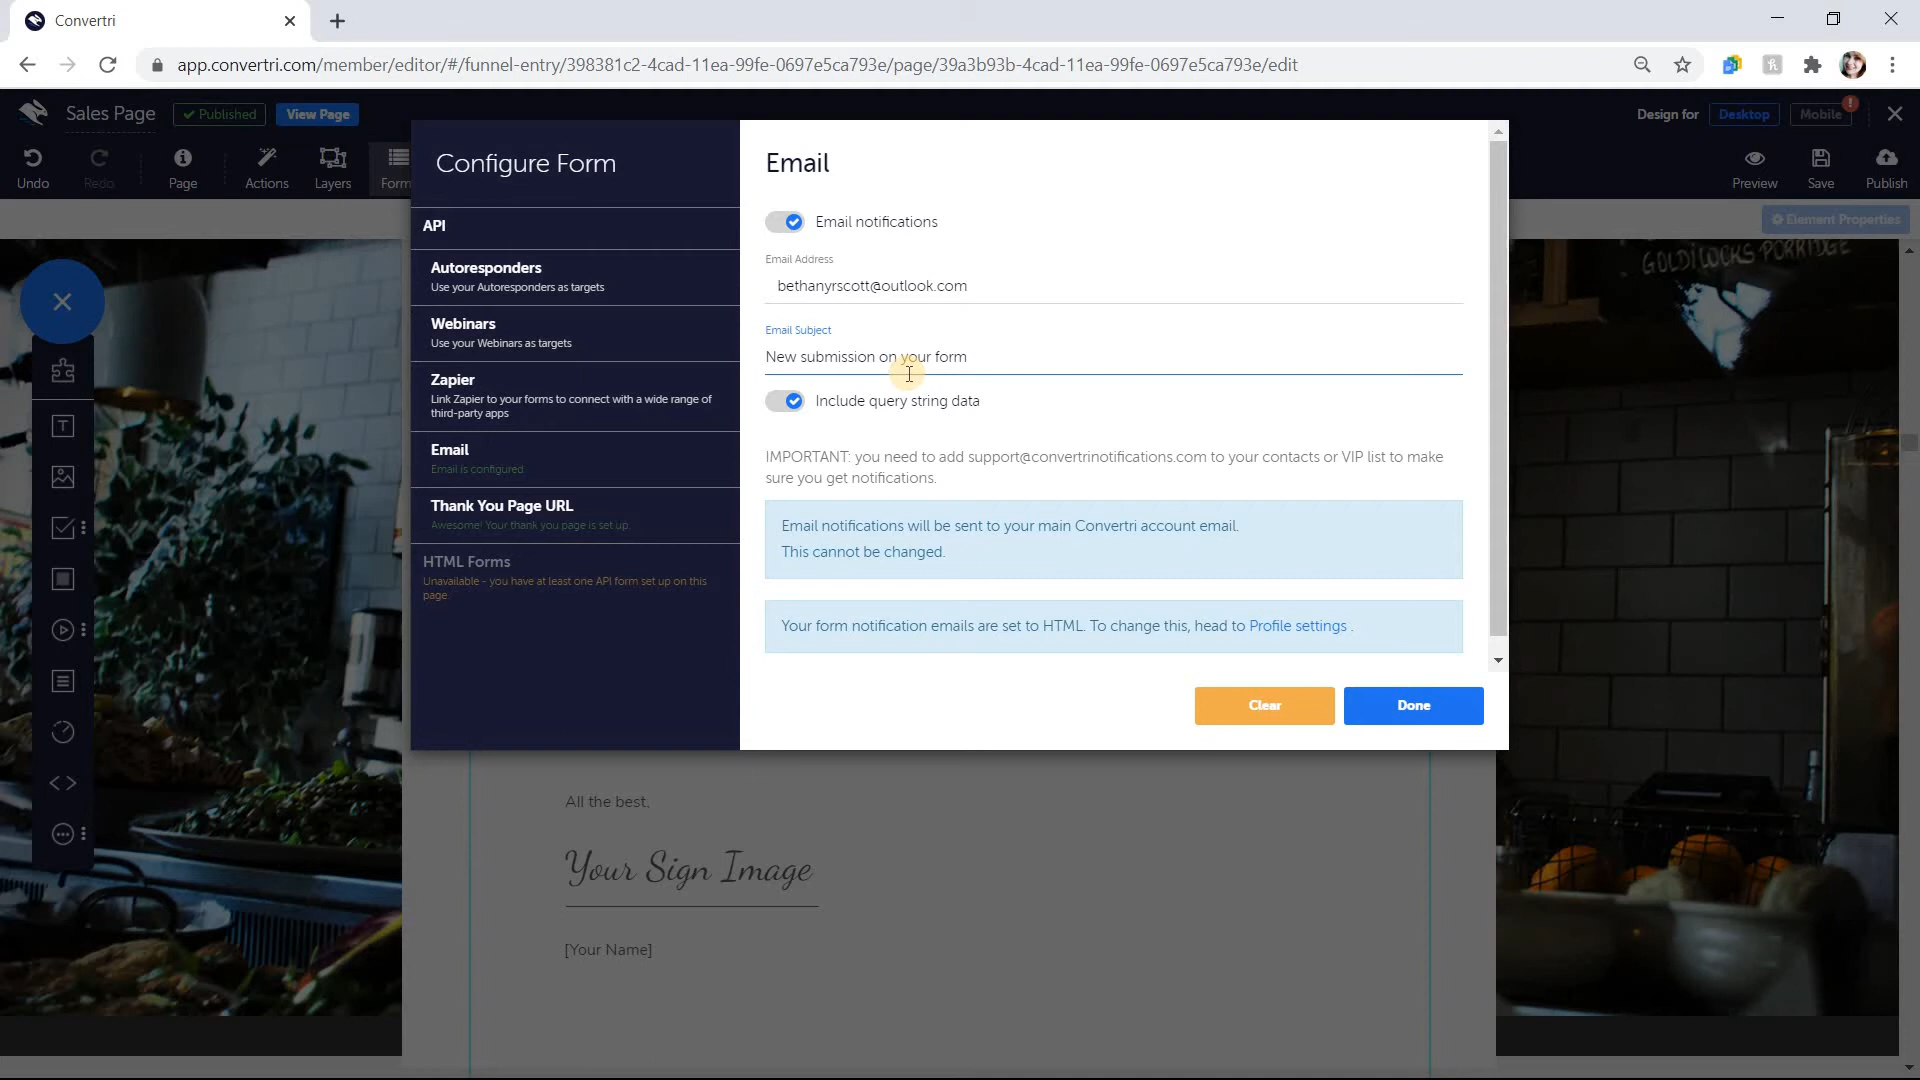 Convertri
app.convertri.com/member/editor/#/funnel-entry/398381c2-4cad-11ea-99fe-0697e5ca793e/page/39a3b93b-4cad-11ea-99fe-0697e5ca793e/edit
Sales Page
Published
View Page
Design for
Desktop
Mobile
!
Undo
Redo
Page
Actions
Layers
Form
Preview
Save
Publish
Element Properties
Configure Form
API
Autoresponders
Use your Autoresponders as targets
Webinars
Use your Webinars as targets
Zapier
Link Zapier to your forms to connect with a wide range of
third-party apps
Email
Email is configured.
Thank You Page URL
Awesome! Your thank you page is set up.
HTML Forms
Unavailable - you have at least one API form set up on this
page.
Email
Email notifications
Email Address
bethanyrscott@outlook.com
Email Subject
New submission on your form
Include query string data
IMPORTANT: you need to add support@convertrinotifications.com to your contacts or VIP list to make
sure you get notifications.
Email notifications will be sent to your main Convertri account email.
This cannot be changed.
Your form notification emails are set to HTML. To change this, head to Profile settings .
Clear
Done
GOLDILOCKS PORRIDGE
All the best,
Your Sign Image
[Your Name]